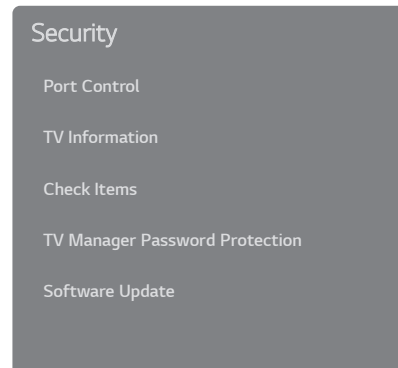 Security
Port Control
TV Information
Check Items
TV Manager Password Protection
Software Update